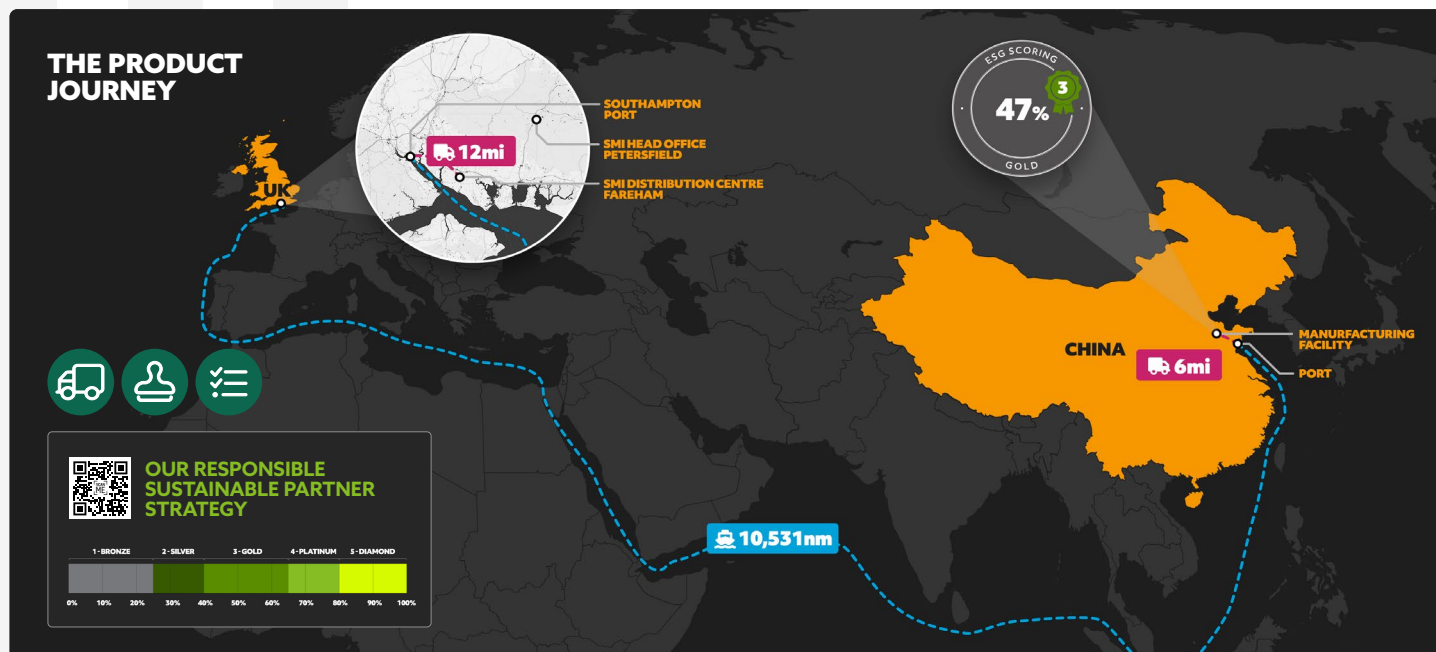 THE PRODUCT
JOURNEY
SOUTHAMPTON
PORT
12mi
SMI HEAD OFFICE
PETERSFIELD
SMI DISTRIBUTION CENTRE
FAREHAM
UK
ESG SCORING
3
47%
GOLD
CHINA
MANURFACTURING
FACILITY
6mi
PORT
10,531nm
OUR RESPONSIBLE
SUSTAINABLE PARTNER
STRATEGY
SCAN
ME
1 - BRONZE 2 - SILVER 3 - GOLD 4 - PLATINUM 5 - DIAMOND
0% 10% 20% 30% 40% 50% 60% 70% 80% 90% 100%